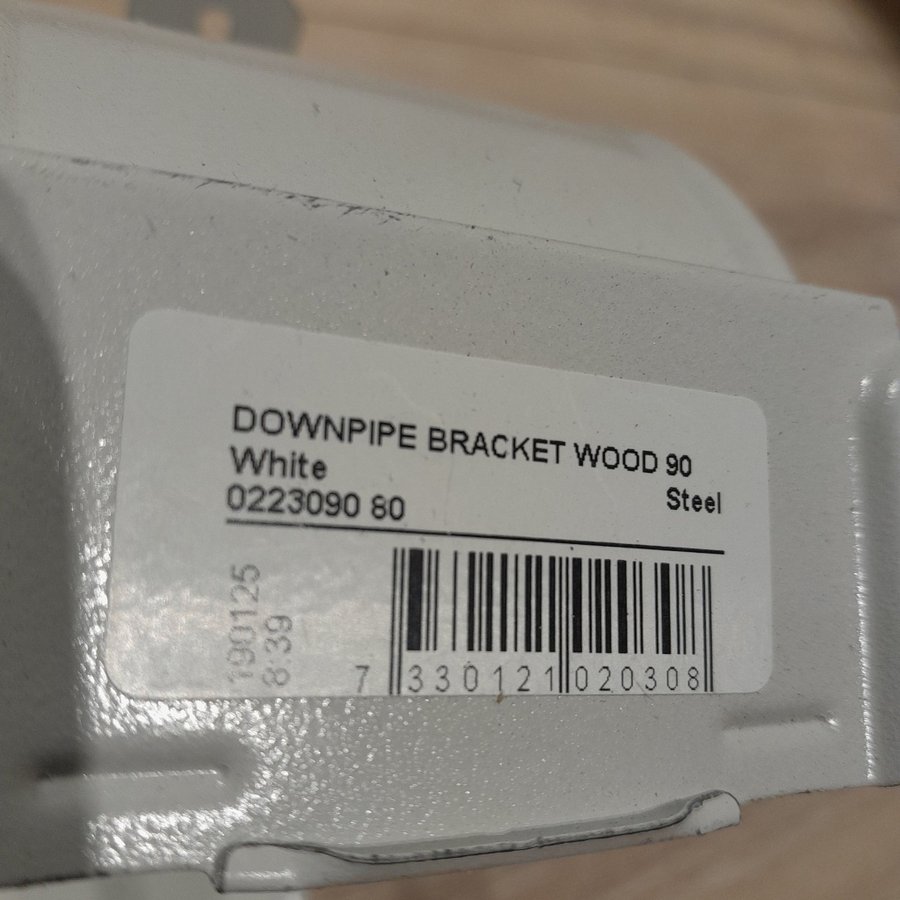 DOWNPIPE BRACKET WOOD 90
White
0223090 80
Steel
190125
8:39
7 330121 020308